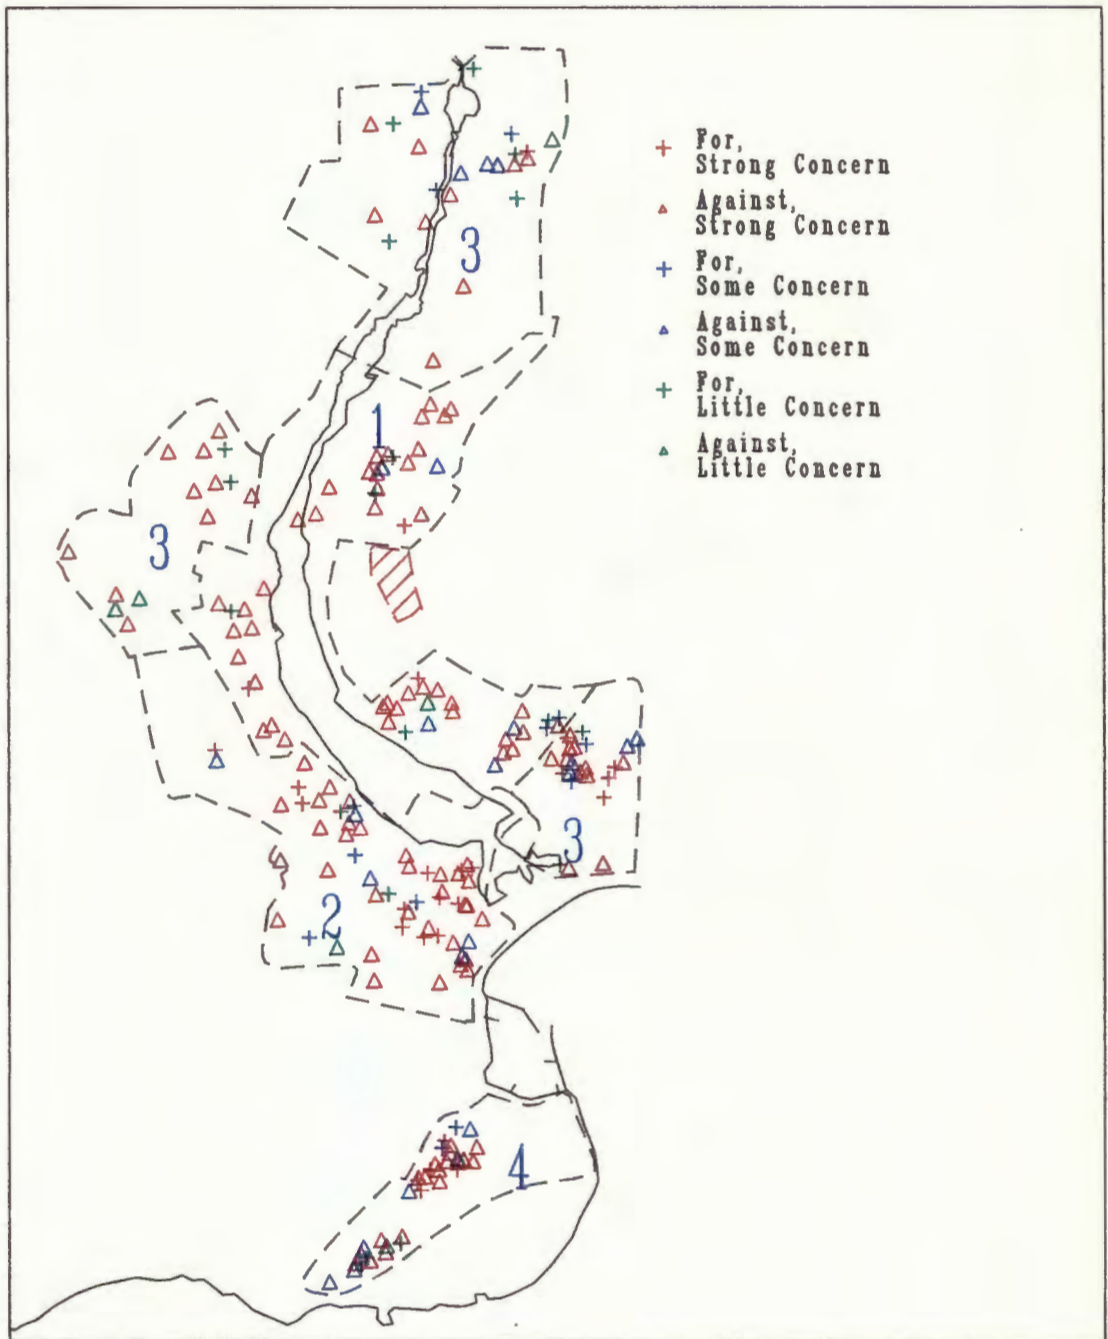 For,
Strong Concern
Against,
Strong Concern
For,
Some Concern
Against,
Some Concern
For,
Little Concern
Against,
Little Concern
3
1
3
3
2
4